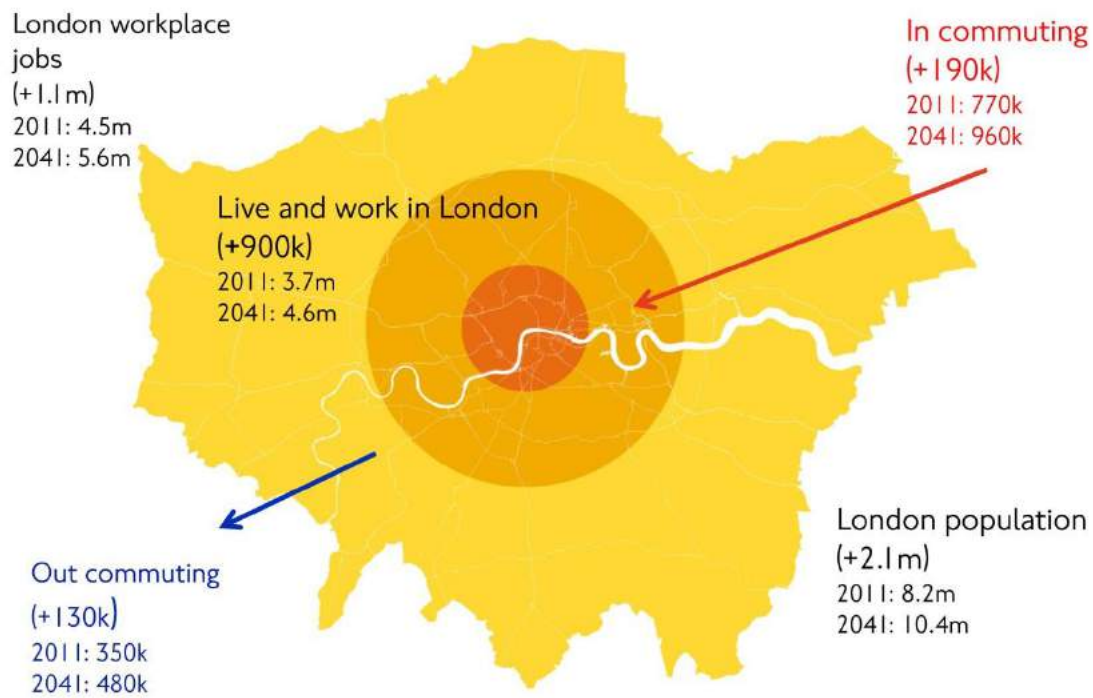 London workplace
jobs
(+1.1m)
2011: 4.5m
2041: 5.6m
In commuting
(+190k)
2011: 770k
2041: 960k
Live and work in London
(+900k)
2011: 3.7m
2041: 4.6m
Out commuting
(+130k)
2011: 350k
2041: 480k
London population
(+2.1m)
2011: 8.2m
2041: 10.4m